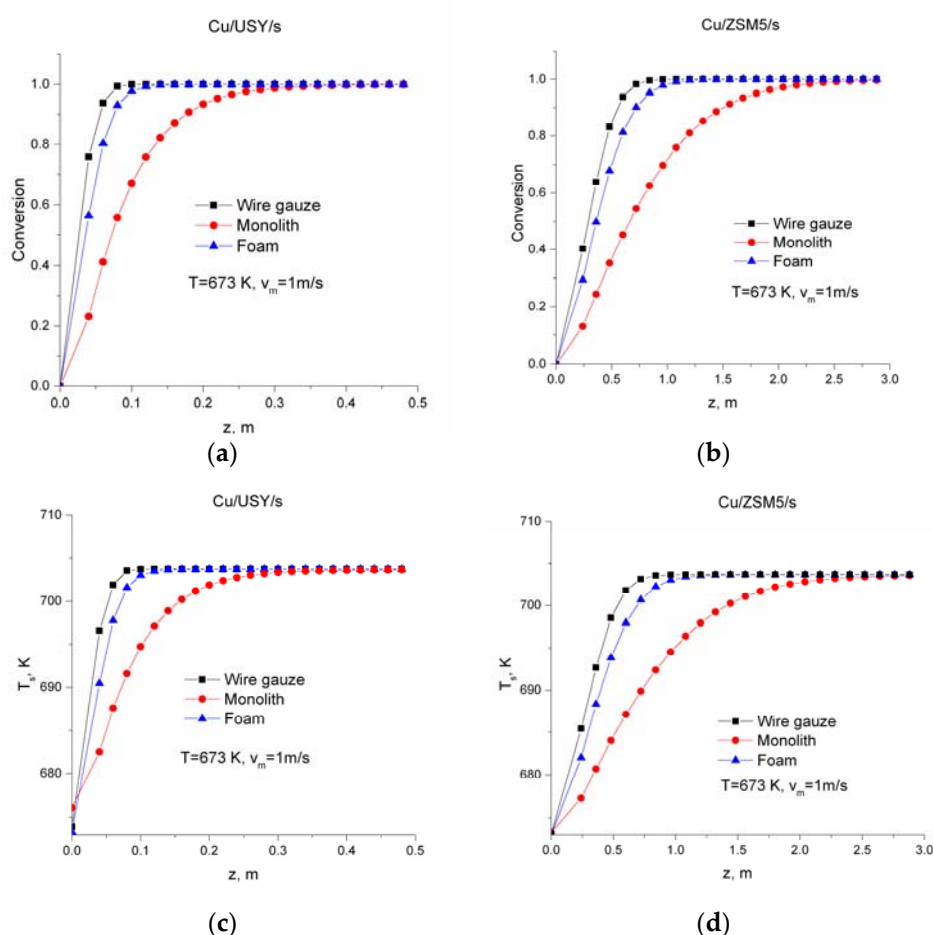 Cu/USY/s
1.0
0.8
0.6
0.4
0.2
0.0
Conversion
Wire gauze
Monolith
Foam
T=673 K, vₘ=1m/s
0.0 0.1 0.2 0.3 0.4 0.5
z, m
(a)
Cu/ZSM5/s
1.0
0.8
0.6
0.4
0.2
0.0
Conversion
Wire gauze
Monolith
Foam
T=673 K, vₘ=1m/s
0.0 0.5 1.0 1.5 2.0 2.5 3.0
z, m
(b)
Cu/USY/s
710
700
690
680
Tₛ, K
Wire gauze
Monolith
Foam
T=673 K, vₘ=1m/s
0.0 0.1 0.2 0.3 0.4 0.5
z, m
(c)
Cu/ZSM5/s
710
700
690
680
Tₛ, K
Wire gauze
Monolith
Foam
T=673 K, vₘ=1m/s
0.0 0.5 1.0 1.5 2.0 2.5 3.0
z, m
(d)